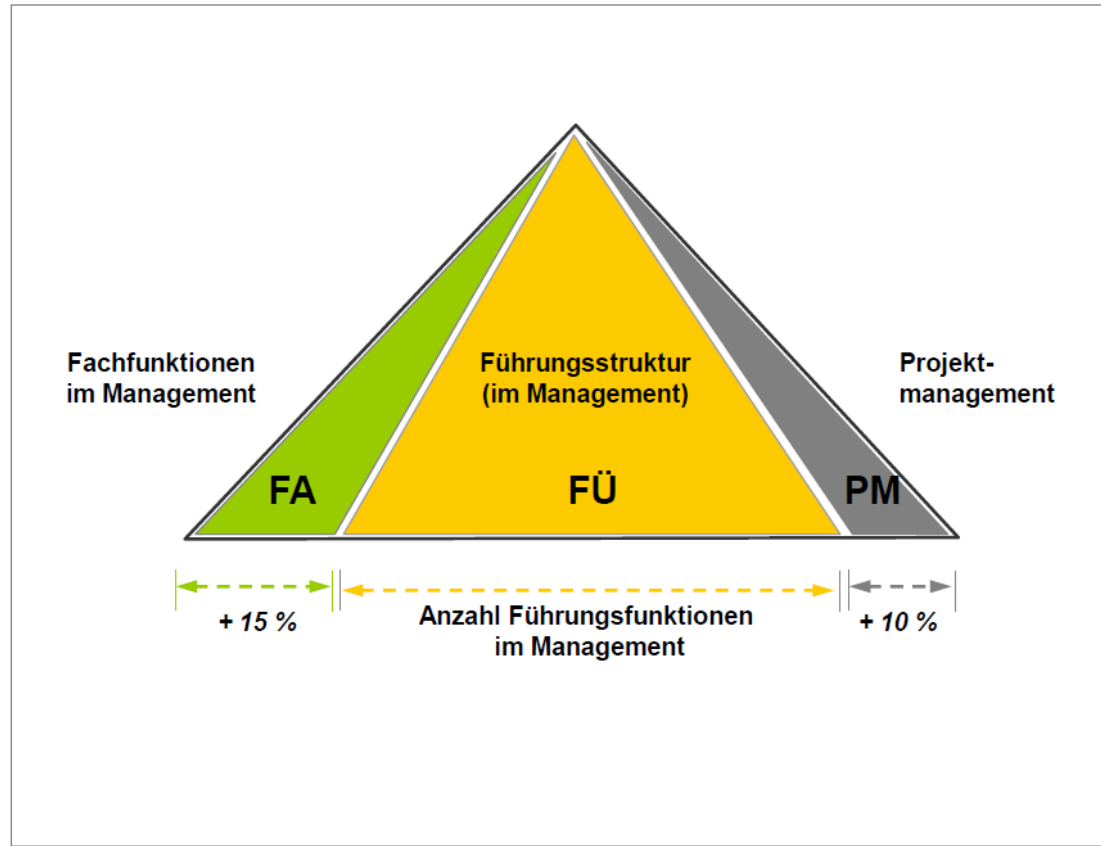 Fachfunktionen
im Management
Führungsstruktur
(im Management)
Projekt-
management
FA
FÜ
PM
+ 15 %
Anzahl Führungsfunktionen
im Management
+ 10 %